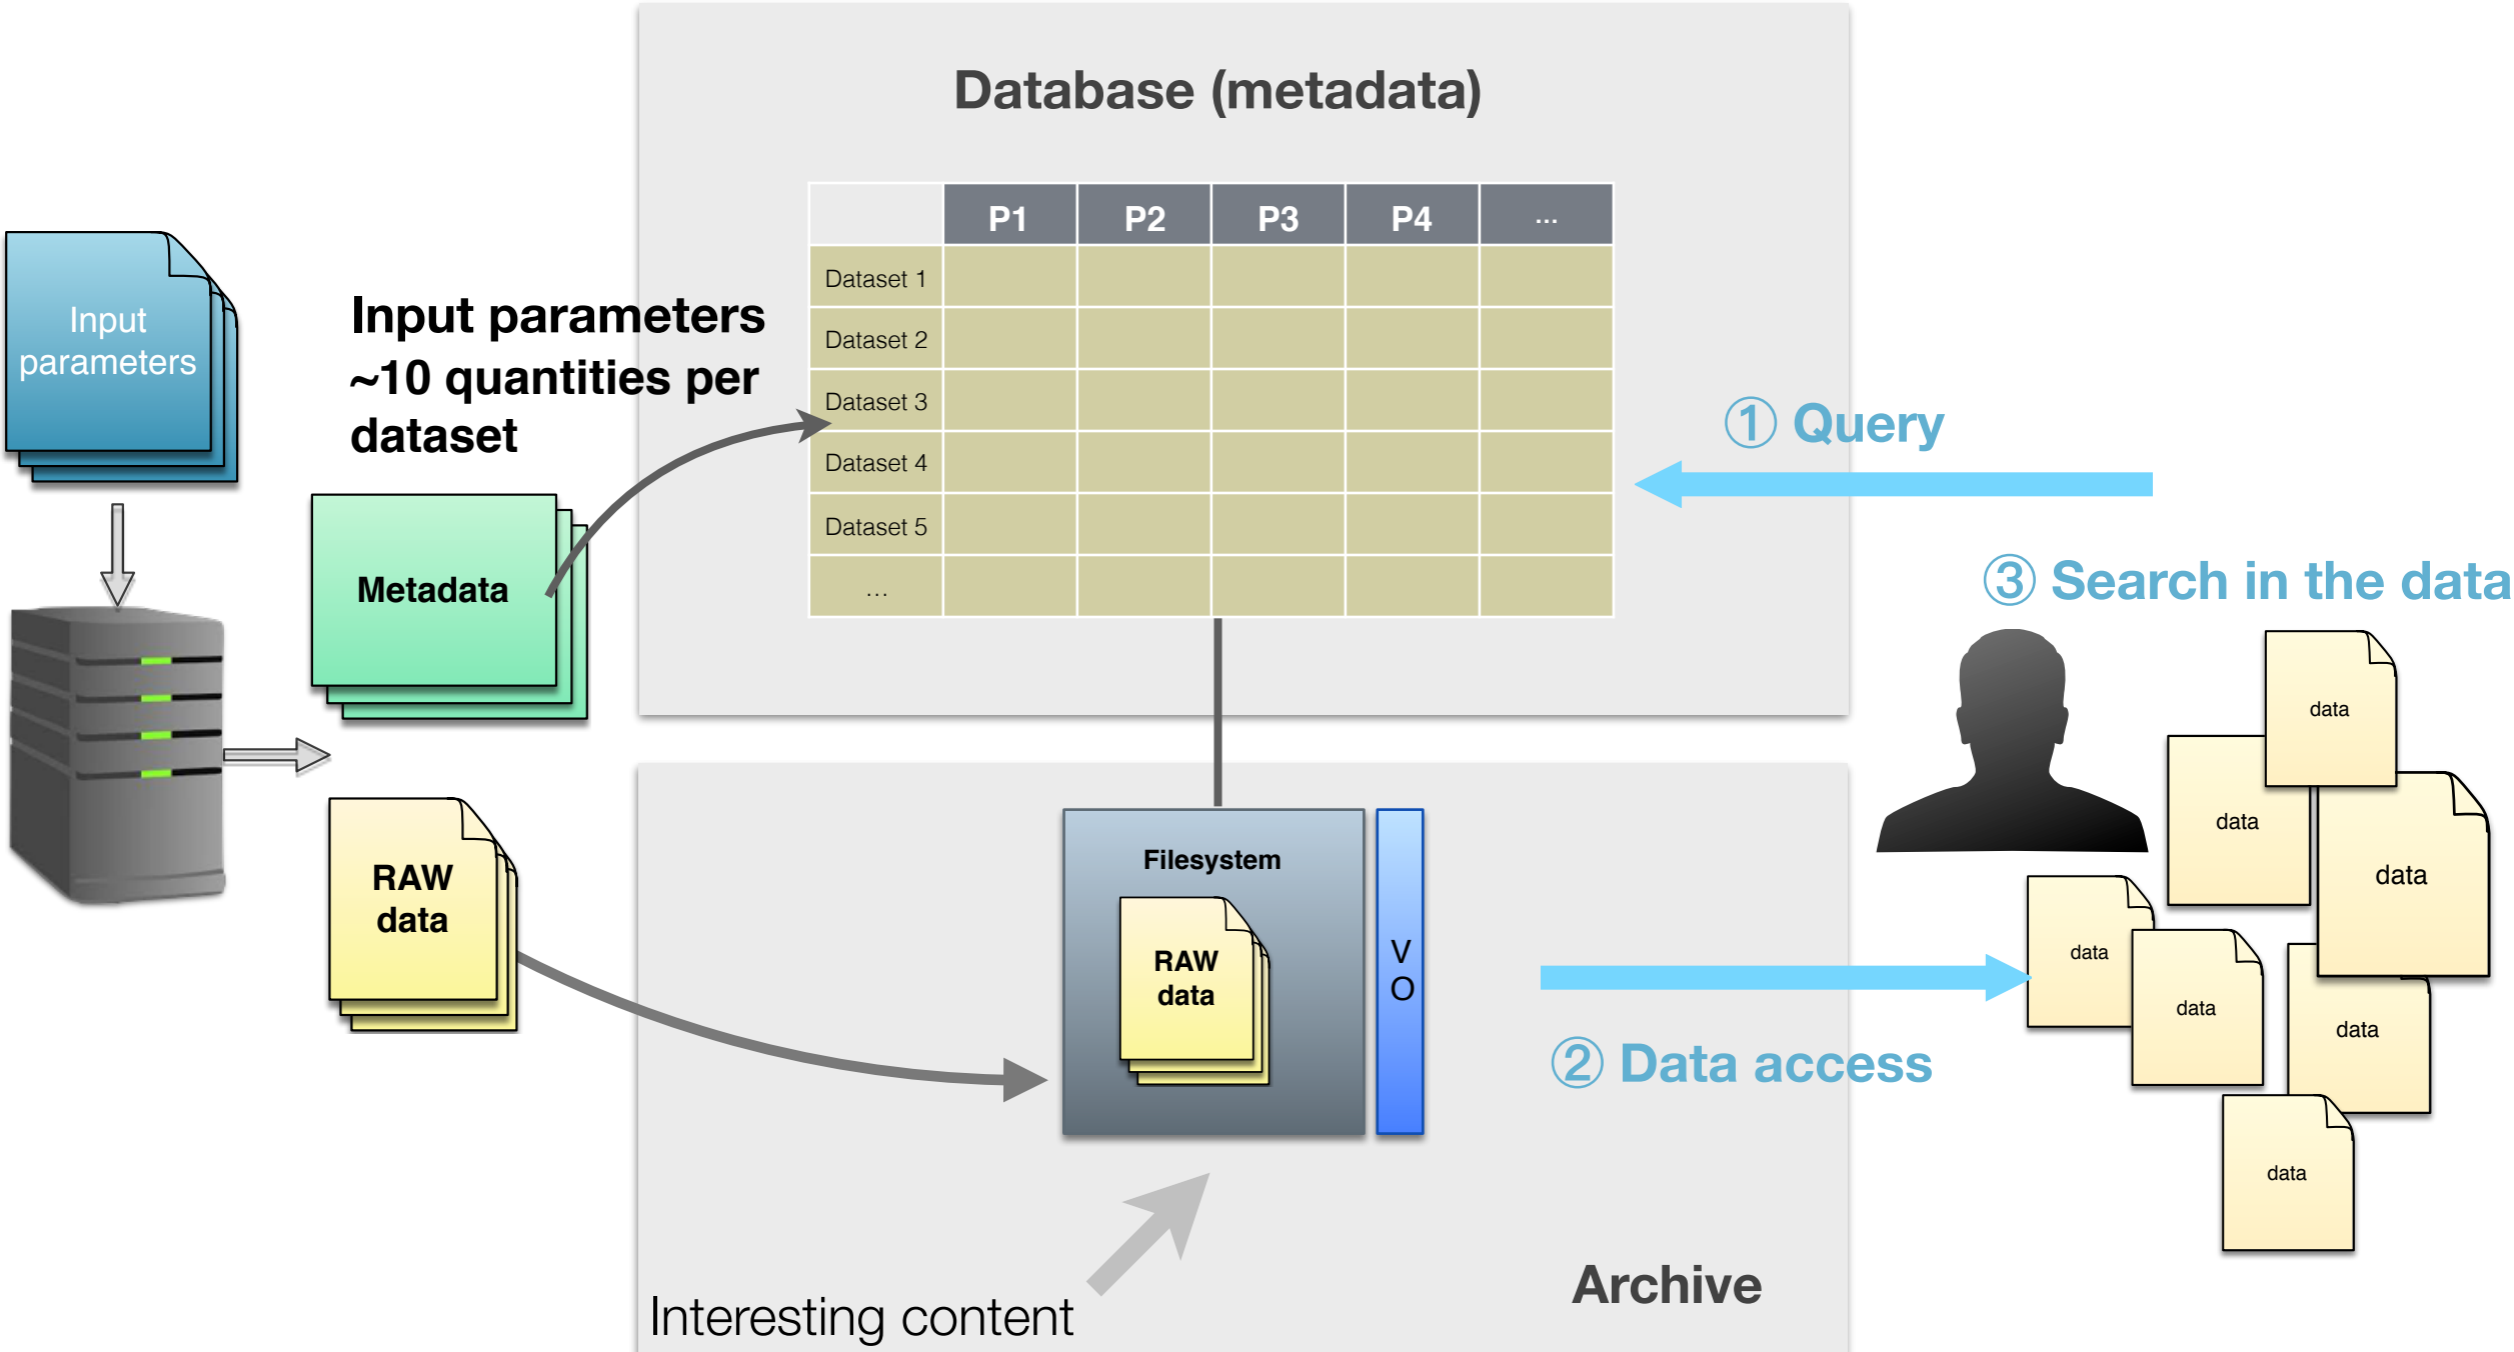 Database (metadata)
P1 P2 P3 P4 ...
Dataset 1
Dataset 2
Dataset 3
Dataset 4
Dataset 5
...
Input
parameters
Input parameters
~10 quantities per
dataset
Metadata
RAW
data
① Query
③ Search in the data
Filesystem
RAW
data
V
O
② Data access
data
data
data
data
data
data
data
Interesting content
Archive